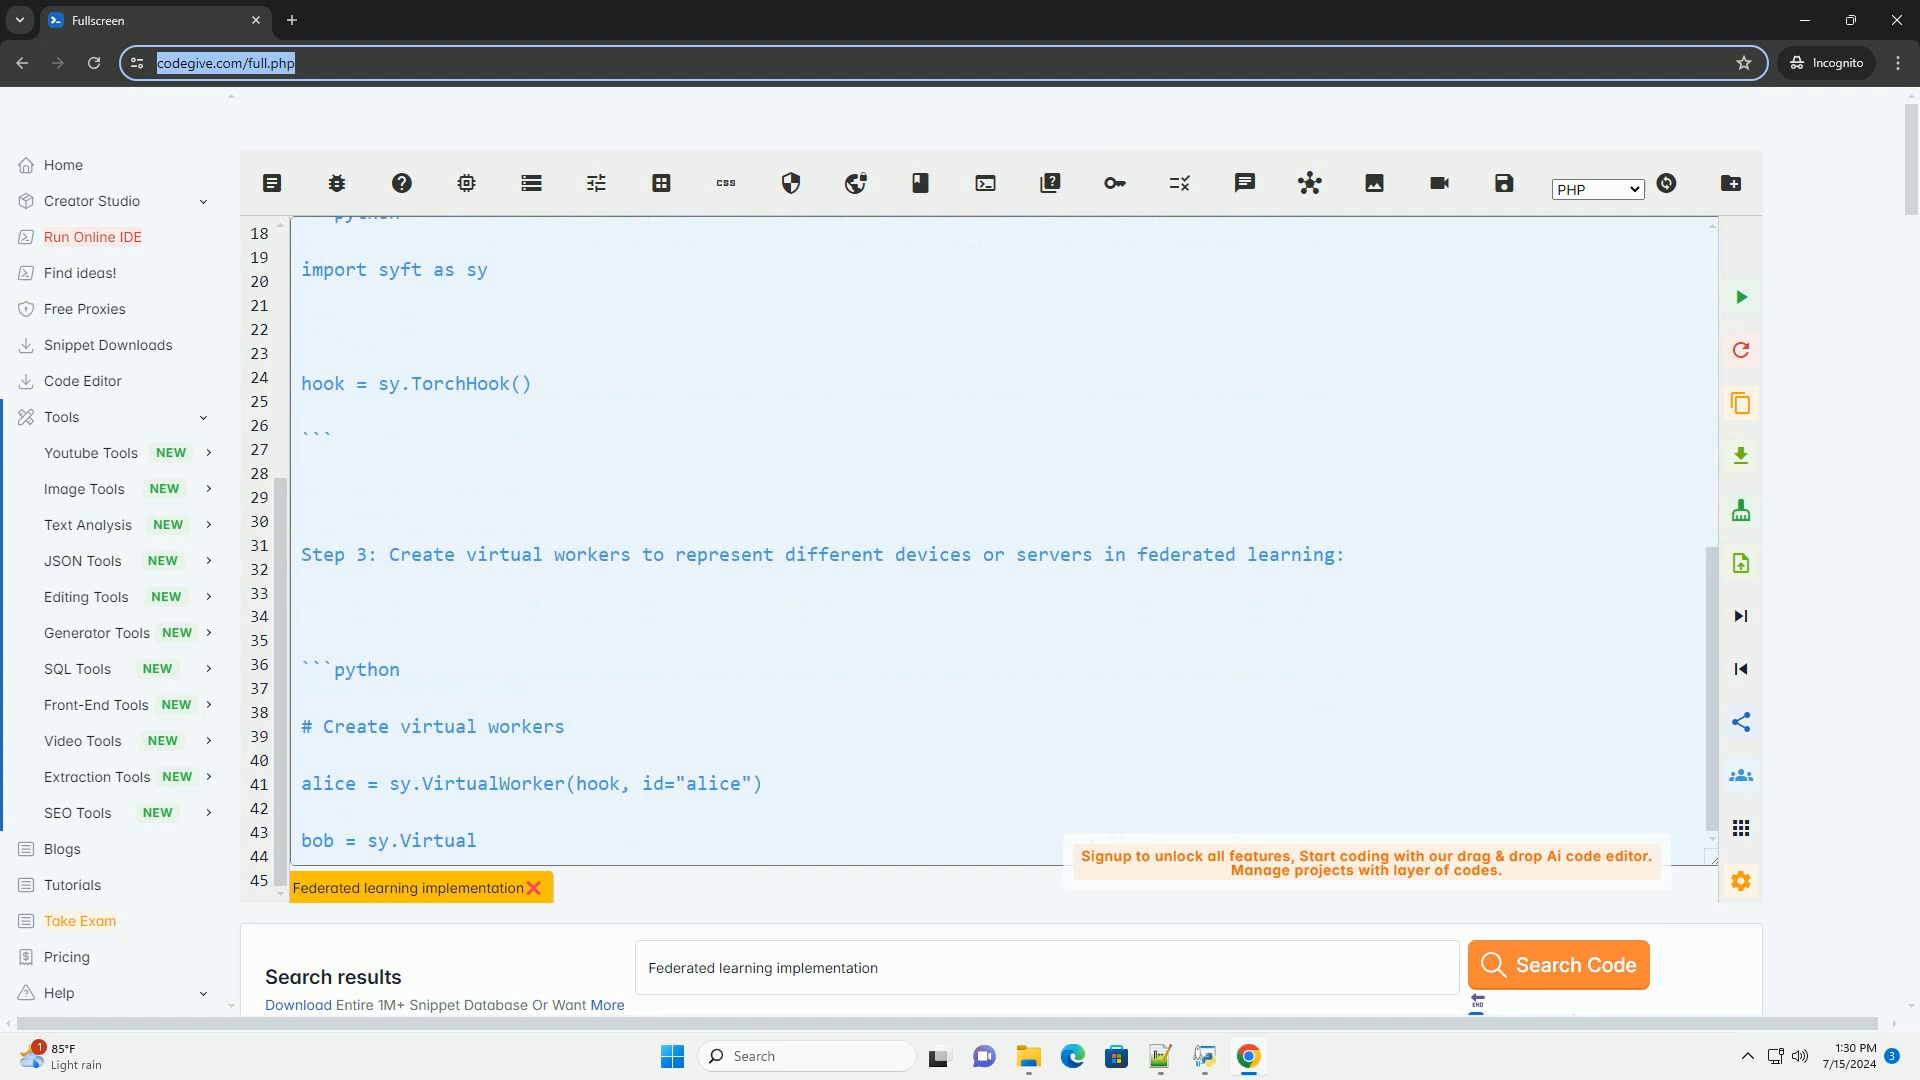 Fullscreen
codegive.com/full.php
Incognito
Home
Creator Studio
Run Online IDE
Find ideas!
Free Proxies
Snippet Downloads
Code Editor
Tools
Youtube Tools NEW
Image Tools NEW
Text Analysis NEW
JSON Tools NEW
Editing Tools NEW
Generator Tools NEW
SQL Tools NEW
Front-End Tools NEW
Video Tools NEW
Extraction Tools NEW
SEO Tools NEW
Blogs
Tutorials
Take Exam
Pricing
Help
CSS
PHP
18
19
20
21
22
23
24
25
26
27
28
29
30
31
32
33
34
35
36
37
38
39
40
41
42
43
44
45
import syft as sy
hook = sy.TorchHook()
```
Step 3: Create virtual workers to represent different devices or servers in federated learning:
```python
# Create virtual workers
alice = sy.VirtualWorker(hook, id="alice")
bob = sy.Virtual
Signup to unlock all features, Start coding with our drag & drop Ai code editor.
Manage projects with layer of codes.
Federated learning implementation❌
Search results
Download Entire 1M+ Snippet Database Or Want More
Federated learning implementation
Search Code
END
1
85°F
Light rain
Search
1:30 PM
7/15/2024
3